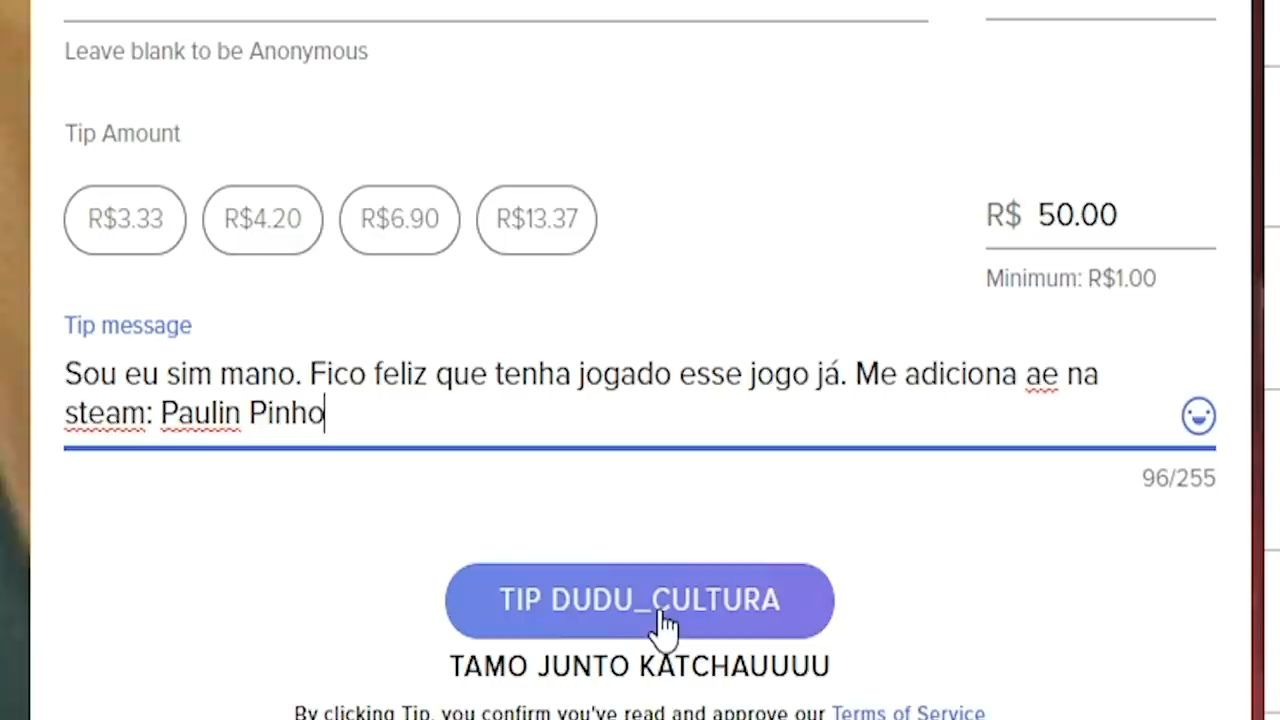 Leave blank to be Anonymous
Tip Amount
R$3.33 R$4.20 R$6.90 R$13.37 R$ 50.00
Minimum: R$1.00
Tip message
Sou eu sim mano. Fico feliz que tenha jogado esse jogo já. Me adiciona ae na
steam: Paulin Pinho
96/255
TIP DUDU_CULTURA
TAMO JUNTO KATCHAUUUU
By clicking Tip, you confirm you've read and approve our Terms of Service